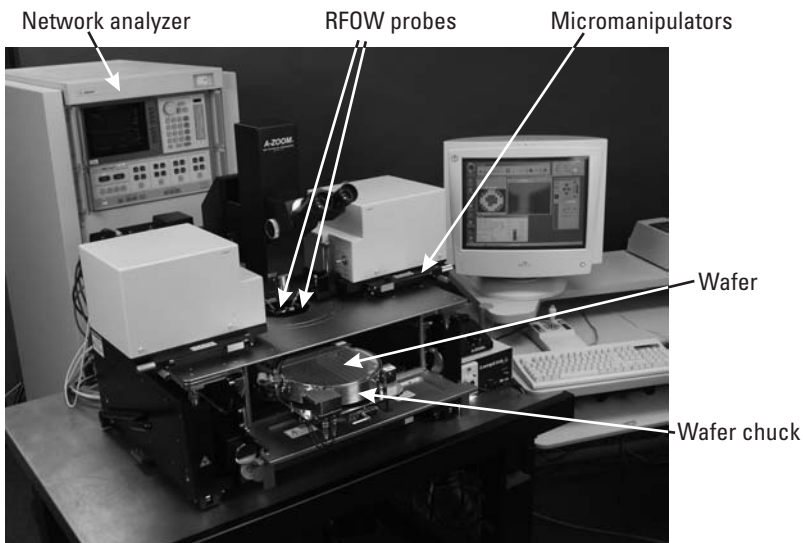 Network analyzer
RFOW probes
Micromanipulators
A-ZOOM
Wafer
Wafer chuck